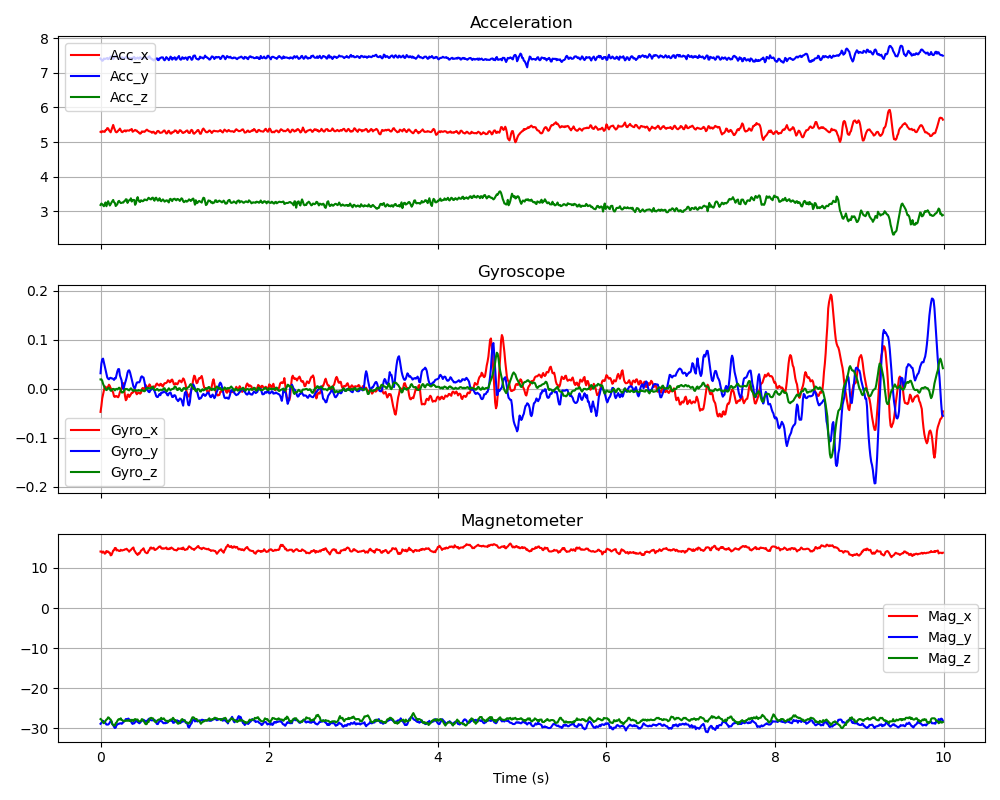 Acceleration
8
7
6
5
4
3
Acc_x
Acc_y
Acc_z
Gyroscope
0.2
0.1
0.0
−0.1
−0.2
Gyro_x
Gyro_y
Gyro_z
Magnetometer
10
0
−10
−20
−30
Mag_x
Mag_y
Mag_z
0 2 4 6 8 10
Time (s)